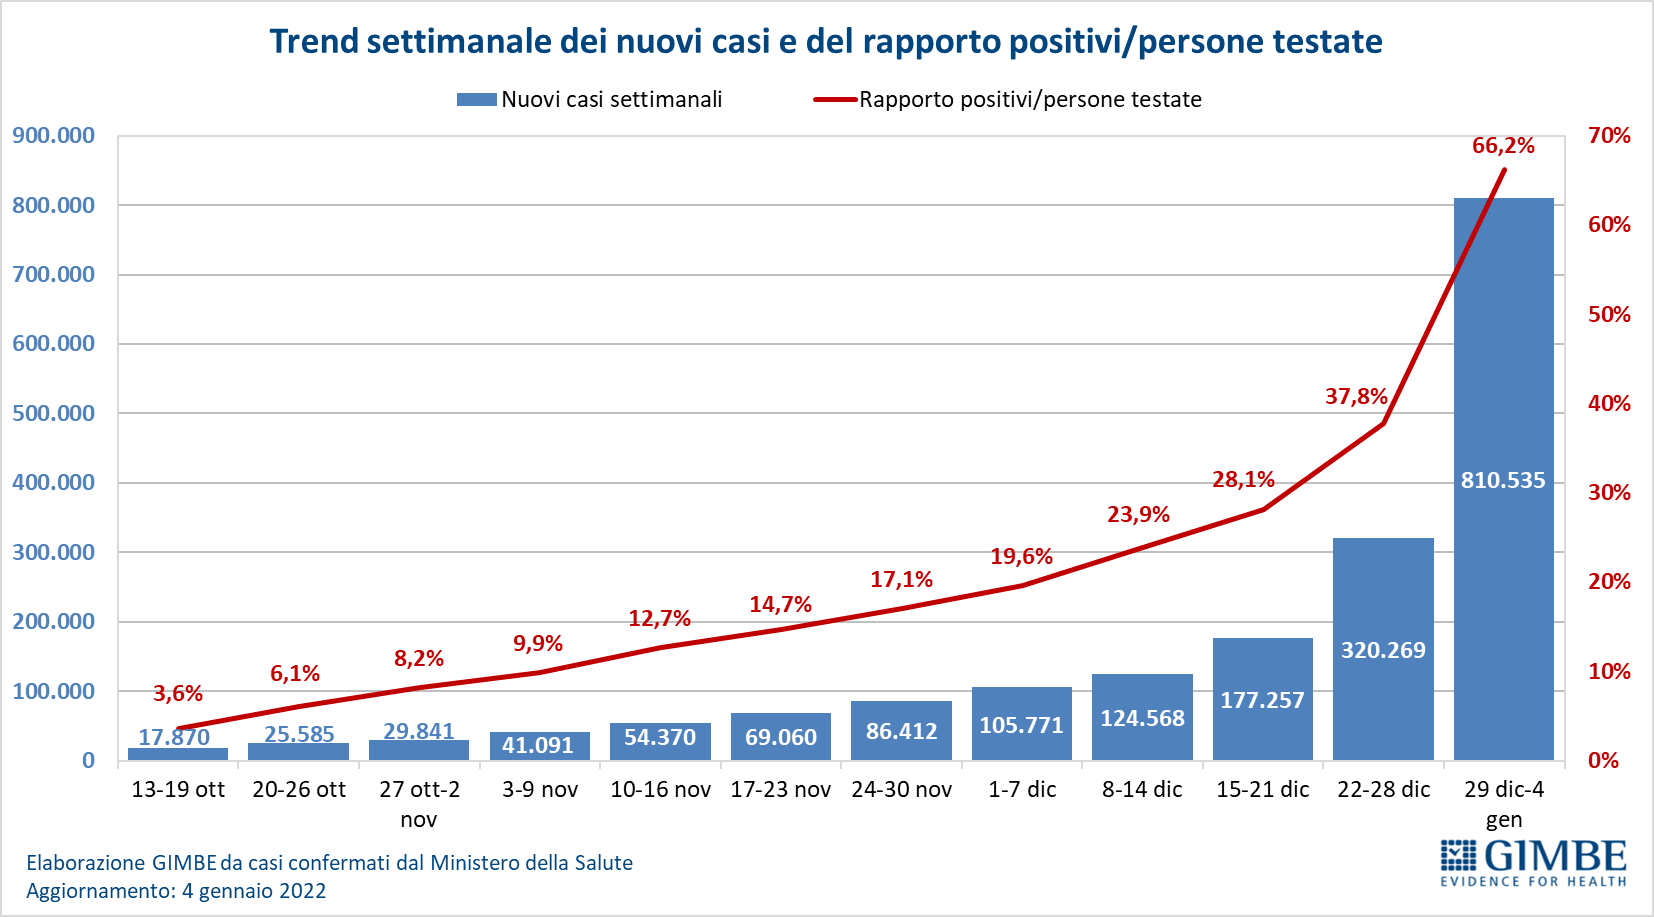 Trend settimanale dei nuovi casi e del rapporto positivi/persone testate
Nuovi casi settimanali
Rapporto positivi/persone testate
900.000
800.000
700.000
600.000
500.000
400.000
300.000
200.000
100.000
0
70%
60%
50%
40%
30%
20%
10%
0%
3,6%
6,1%
8,2%
9,9%
12,7%
14,7%
17,1%
19,6%
23,9%
28,1%
37,8%
66,2%
17.870
25.585
29.841
41.091
54.370
69.060
86.412
105.771
124.568
177.257
320.269
810.535
13-19 ott
20-26 ott
27 ott-2
nov
3-9 nov
10-16 nov
17-23 nov
24-30 nov
1-7 dic
8-14 dic
15-21 dic
22-28 dic
29 dic-4
gen
Elaborazione GIMBE da casi confermati dal Ministero della Salute
Aggiornamento: 4 gennaio 2022
GIMBE
EVIDENCE FOR HEALTH